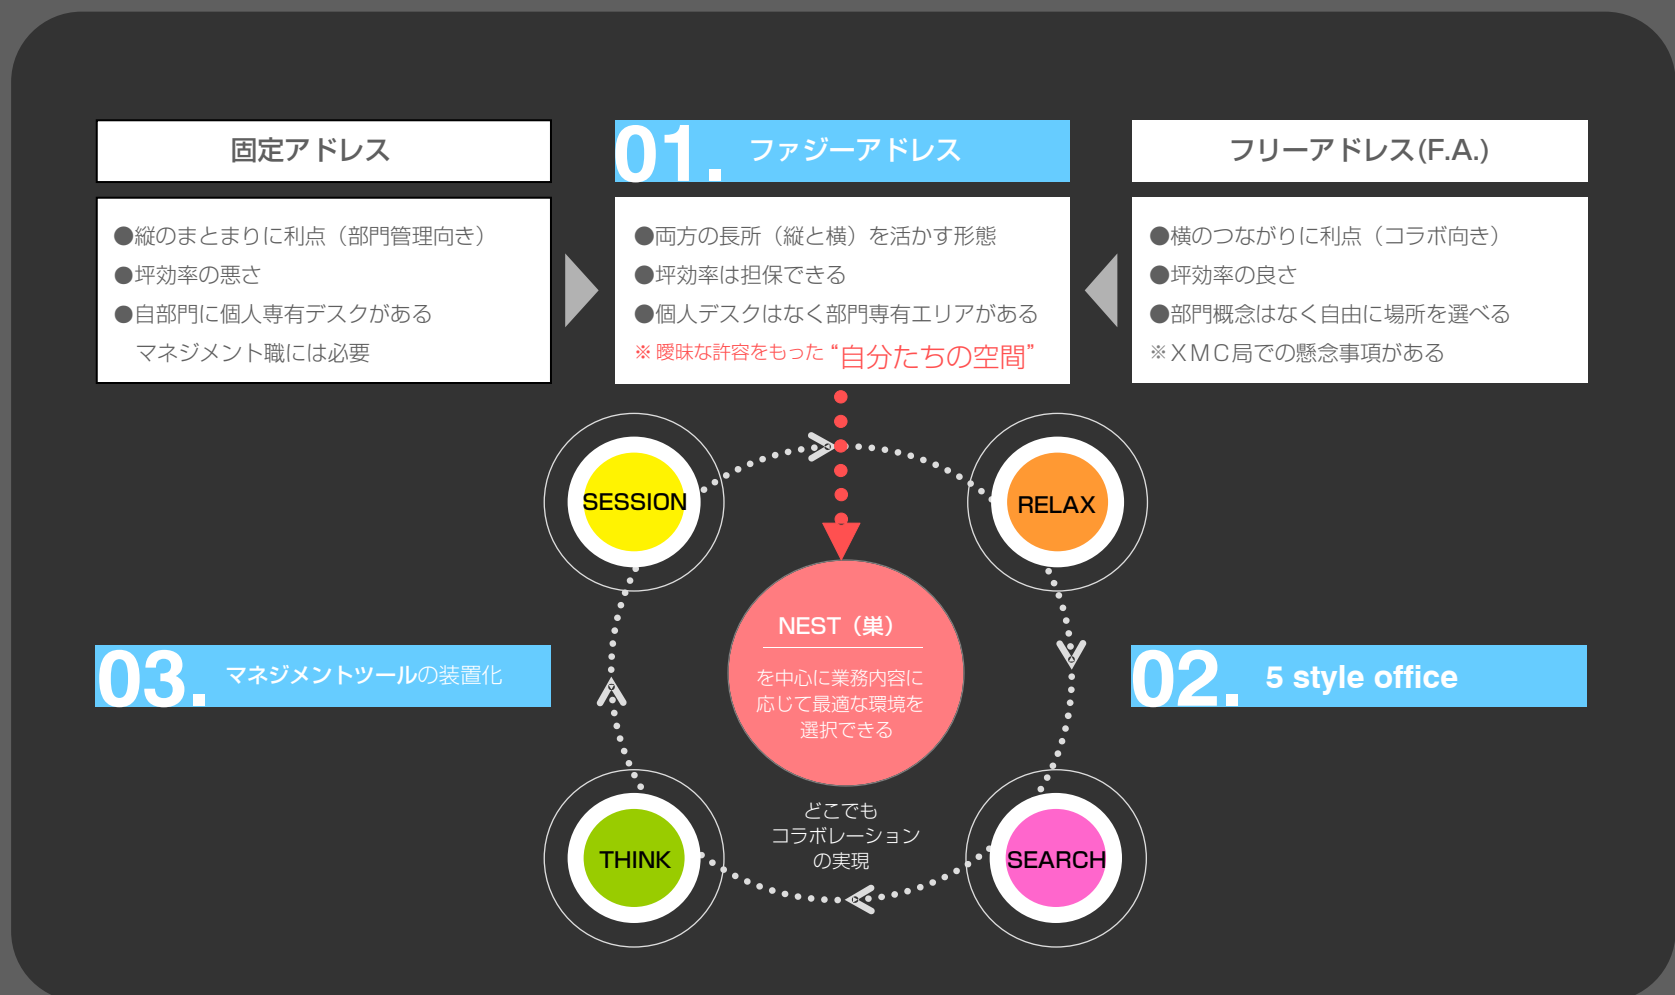 固定アドレス
●縦のまとまりに利点（部門管理向き）
●坪効率の悪さ
●自部門に個人専有デスクがある
マネジメント職には必要
01. ファジーアドレス
●両方の長所（縦と横）を活かす形態
●坪効率は担保できる
●個人デスクはなく部門専有エリアがある
※曖昧な許容をもった“自分たちの空間”
フリーアドレス(F.A.)
●横のつながりに利点（コラボ向き）
●坪効率の良さ
●部門概念はなく自由に場所を選べる
※ＸＭＣ局での懸念事項がある
SESSION
RELAX
NEST（巣）
を中心に業務内容に
応じて最適な環境を
選択できる
03. マネジメントツールの装置化
02. 5 style office
どこでも
コラボレーション
の実現
THINK
SEARCH